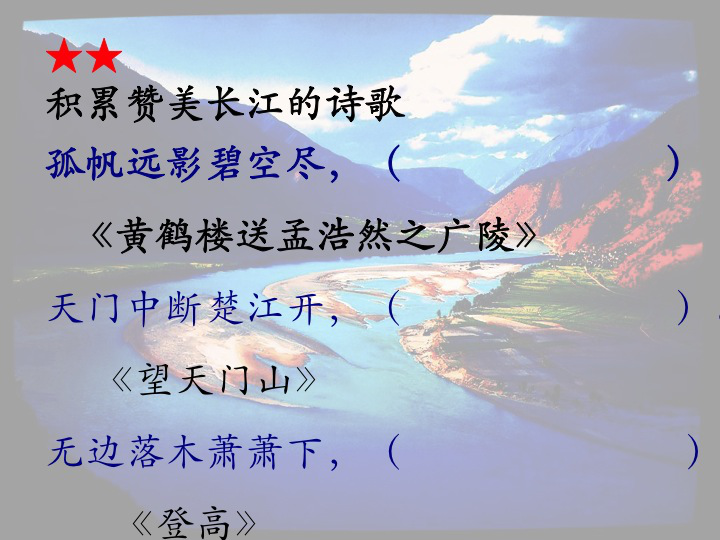 ★★
积累赞美长江的诗歌
孤帆远影碧空尽，（ ）
《黄鹤楼送孟浩然之广陵》
天门中断楚江开，（ ）。
《望天门山》
无边落木萧萧下，（ ）
《登高》